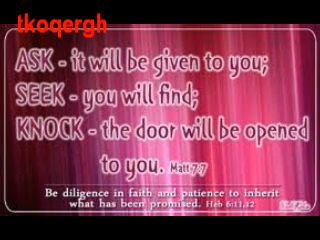 tkoqergh
ASK - it will be given to you;
SEEK - you will find;
KNOCK - the door will be opened
to you. Matt 7:7
Be diligence in faith and patience to inherit
what has been promised. Heb 6:11,12